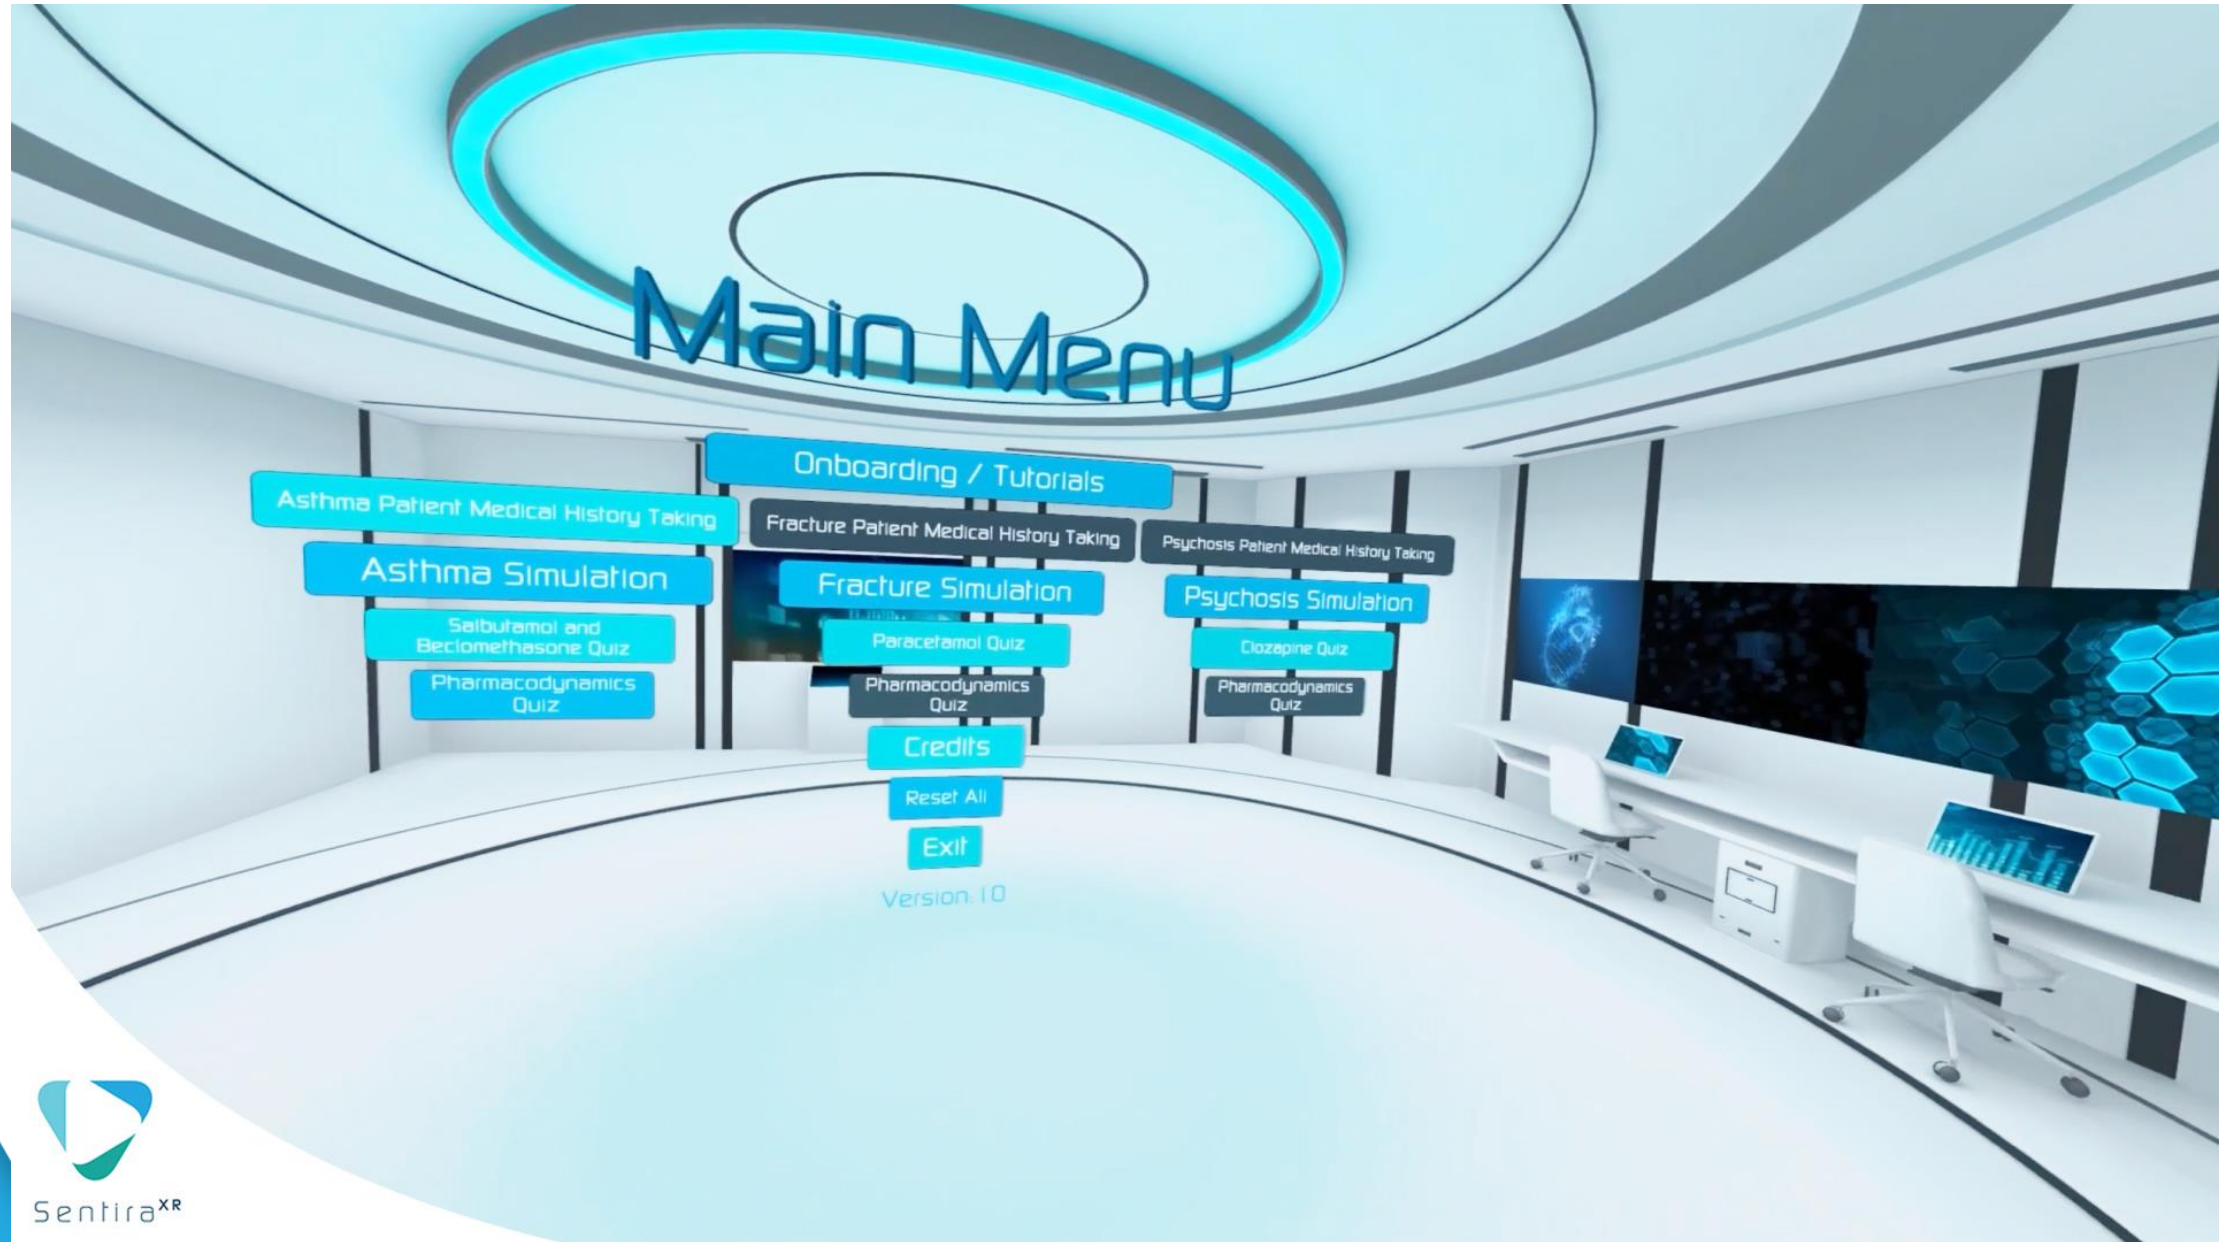 Main Menu
Onboarding / Tutorials
Asthma Patient Medical History Taking
Fracture Patient Medical History Taking
Psychosis Patient Medical History Taking
Asthma Simulation
Fracture Simulation
Psychosis Simulation
Salbutamol and
Beclomethasone Quiz
Paracetamol Quiz
Clozapine Quiz
Pharmacodynamics
Quiz
Pharmacodynamics
Quiz
Pharmacodynamics
Quiz
Credits
Reset All
Exit
Version: 1.0
SentiraXR